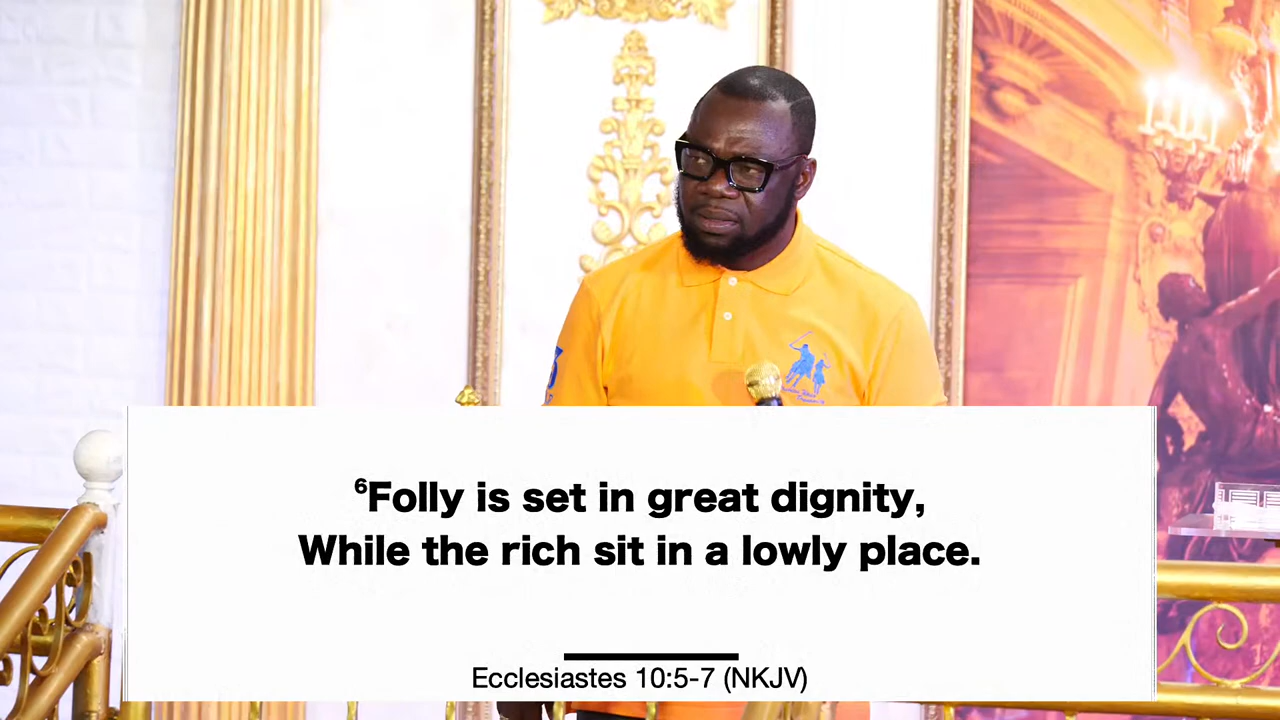 ⁶Folly is set in great dignity,
While the rich sit in a lowly place.
Ecclesiastes 10:5-7 (NKJV)